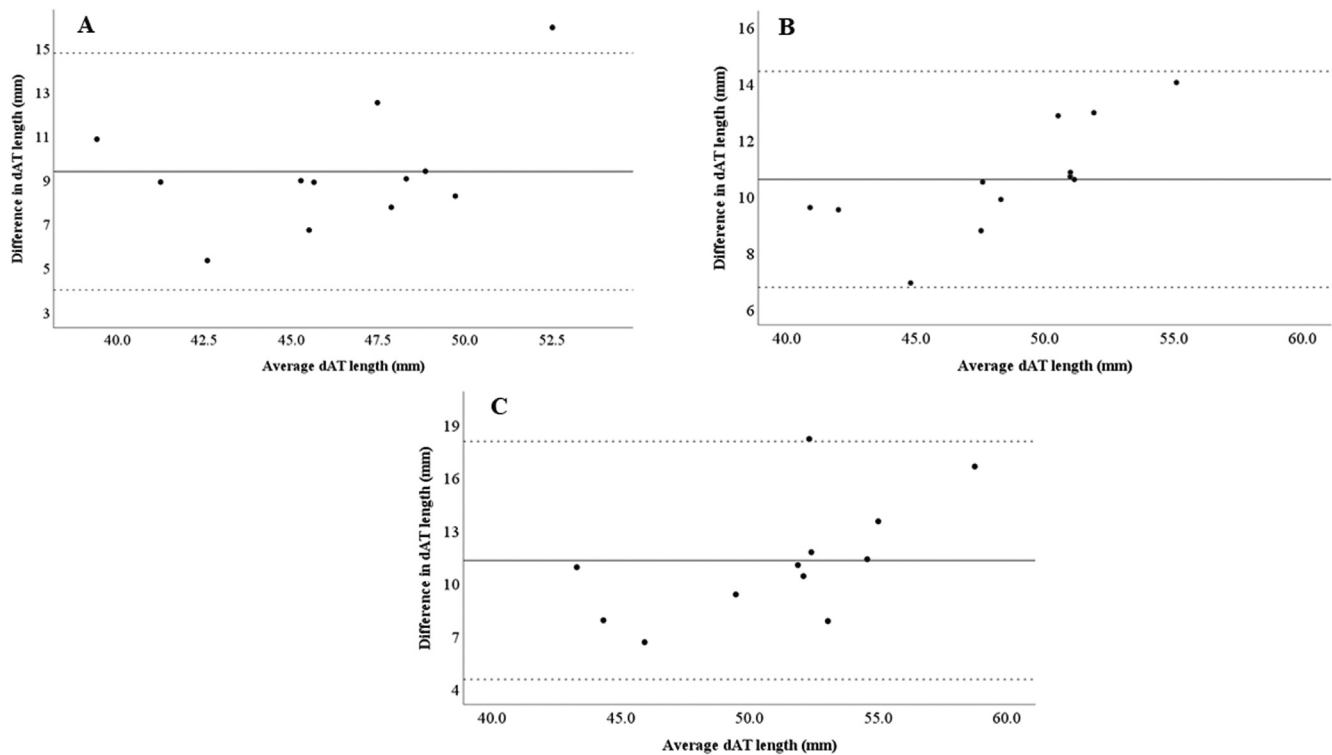 A
Difference in dAT length (mm)
15
13
11
9
7
5
3
40.0 42.5 45.0 47.5 50.0 52.5
Average dAT length (mm)
B
Difference in dAT length (mm)
16
14
12
10
8
6
40.0 45.0 50.0 55.0 60.0
Average dAT length (mm)
C
Difference in dAT length (mm)
19
16
13
10
7
4
40.0 45.0 50.0 55.0 60.0
Average dAT length (mm)